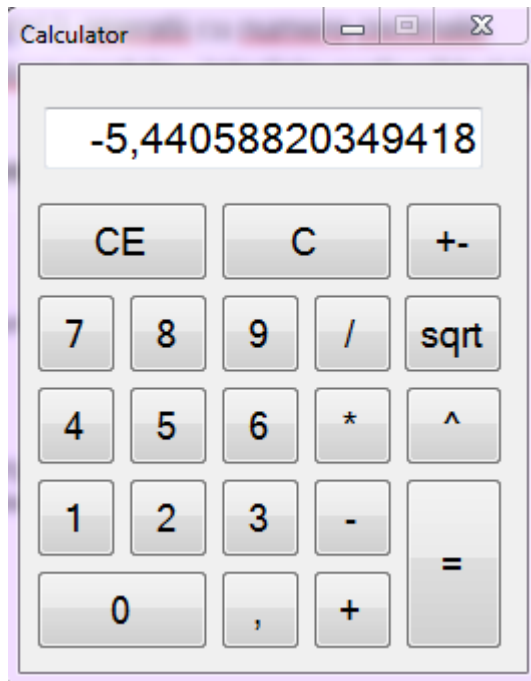 Calculator
-5,44058820349418
CE C +-
7 8 9 / sqrt
4 5 6 * ^
1 2 3 -
=
0 , +